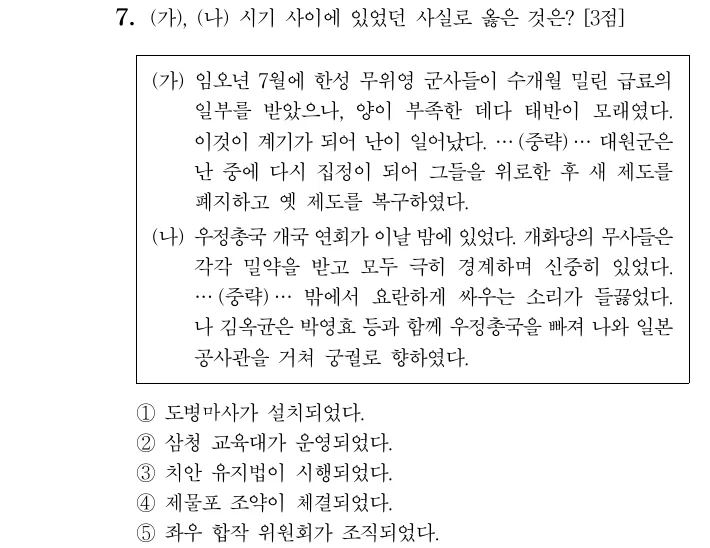 7. (가), (나) 시기 사이에 있었던 사실로 옳은 것은? [3점]
(가) 임오년 7월에 한성 무위영 군사들이 수개월 밀린 급료의
일부를 받았으나, 양이 부족한 데다 태반이 모래였다.
이것이 계기가 되어 난이 일어났다. …(중략)… 대원군은
난 중에 다시 집정이 되어 그들을 위로한 후 새 제도를
폐지하고 옛 제도를 복구하였다.
(나) 우정총국 개국 연회가 이날 밤에 있었다. 개화당의 무사들은
각각 밀약을 받고 모두 극히 경계하며 신중히 있었다.
…(중략)… 밖에서 요란하게 싸우는 소리가 들끓었다.
나 김옥균은 박영효 등과 함께 우정총국을 빠져 나와 일본
공사관을 거쳐 궁궐로 향하였다.
① 도병마사가 설치되었다.
② 삼청 교육대가 운영되었다.
③ 치안 유지법이 시행되었다.
④ 제물포 조약이 체결되었다.
⑤ 좌우 합작 위원회가 조직되었다.